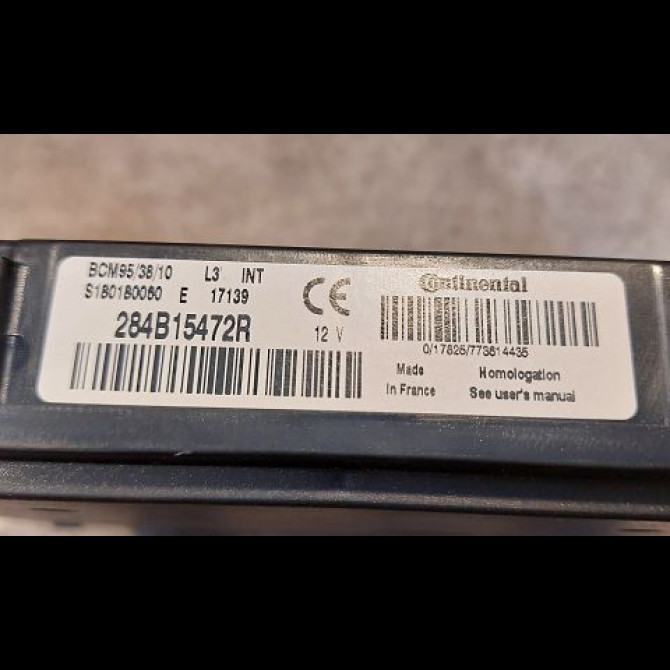 BCM95/38/10 L3 INT
S180180060 E 17139
284B15472R 12 V
CE
Continental
0/17825/773614435
Made
in France
Homologation
See user's manual